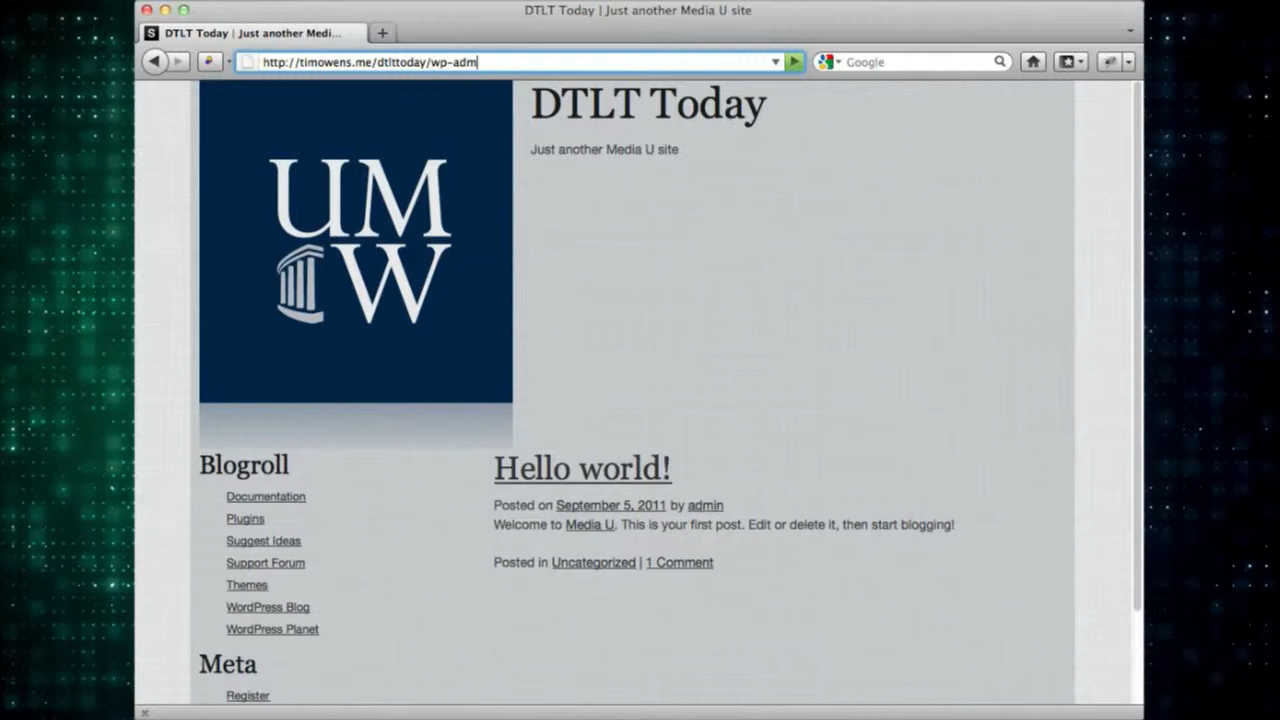 DTLT Today | Just another Media U site
DTLT Today | Just another Medi...
http://timowens.me/dtlttoday/wp-adm
Google
UM
W
DTLT Today
Just another Media U site
Blogroll
Documentation
Plugins
Suggest Ideas
Support Forum
Themes
WordPress Blog
WordPress Planet
Meta
Register
Hello world!
Posted on September 5, 2011 by admin
Welcome to Media U. This is your first post. Edit or delete it, then start blogging!
Posted in Uncategorized | 1 Comment